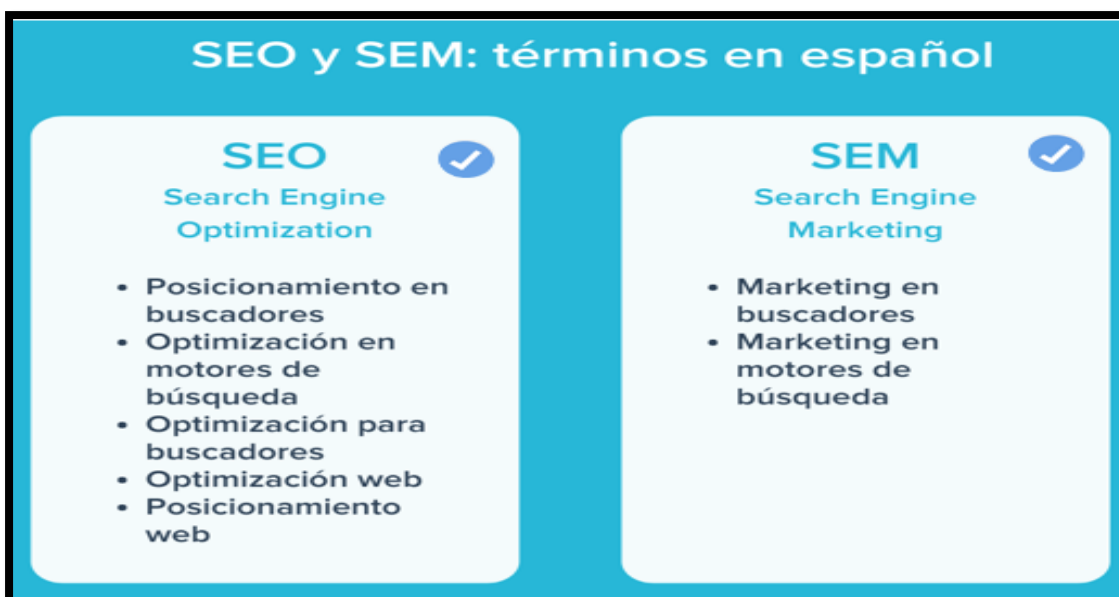 SEO y SEM: términos en español
SEO
Search Engine
Optimization
• Posicionamiento en
buscadores
• Optimización en
motores de
búsqueda
• Optimización para
buscadores
• Optimización web
• Posicionamiento
web
SEM
Search Engine
Marketing
• Marketing en
buscadores
• Marketing en
motores de
búsqueda